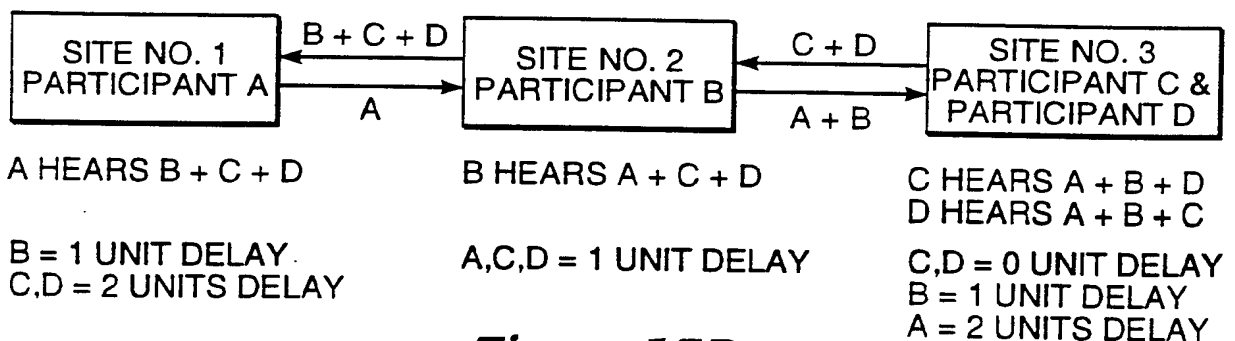 SITE NO. 1
PARTICIPANT A
B + C + D
A
SITE NO. 2
PARTICIPANT B
C + D
A + B
SITE NO. 3
PARTICIPANT C &
PARTICIPANT D
A HEARS B + C + D
B = 1 UNIT DELAY
C,D = 2 UNITS DELAY
B HEARS A + C + D
A,C,D = 1 UNIT DELAY
C HEARS A + B + D
D HEARS A + B + C
C,D = 0 UNIT DELAY
B = 1 UNIT DELAY
A = 2 UNITS DELAY